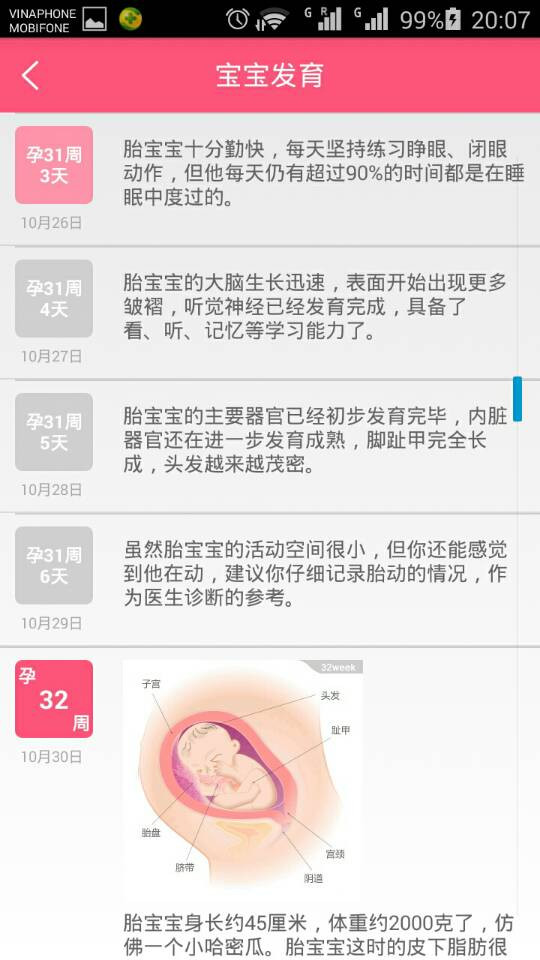 VINAPHONE
MOBIFONE
G R G 99% 20:07
宝宝发育
孕31周
3天
10月26日
胎宝宝十分勤快，每天坚持练习睁眼、闭眼
动作，但他每天仍有超过90%的时间都是在睡
眠中度过的。
孕31周
4天
10月27日
胎宝宝的大脑生长迅速，表面开始出现更多
皱褶，听觉神经已经发育完成，具备了
看、听、记忆等学习能力了。
孕31周
5天
10月28日
胎宝宝的主要器官已经初步发育完毕，内脏
器官还在进一步发育成熟，脚趾甲完全长
成，头发越来越茂密。
孕31周
6天
10月29日
虽然胎宝宝的活动空间很小，但你还能感觉
到他在动，建议你仔细记录胎动的情况，作
为医生诊断的参考。
孕
32
周
10月30日
32week
子宫
头发
趾甲
胎盘
脐带
宫颈
阴道
胎宝宝身长约45厘米，体重约2000克了，仿
佛一个小哈密瓜。胎宝宝这时的皮下脂肪很